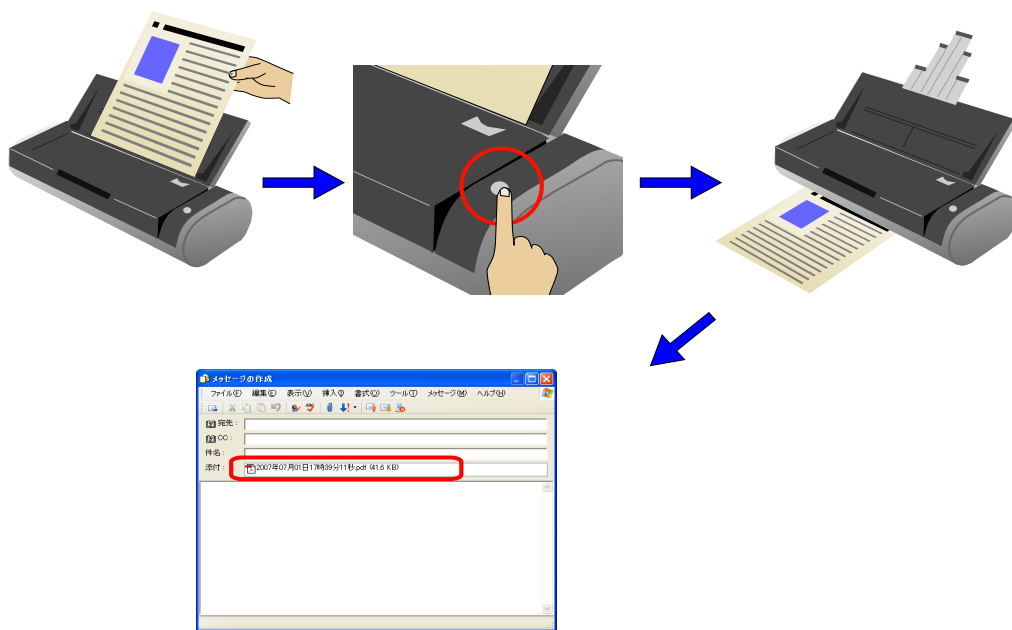 メッセージの作成
ファイル(F) 編集(E) 表示(V) 挿入(I) 書式(O) ツール(T) メッセージ(M) ヘルプ(H)
宛先:
CC:
件名:
添付: 2007年07月01日17時39分11秒.pdf (41.6 KB)